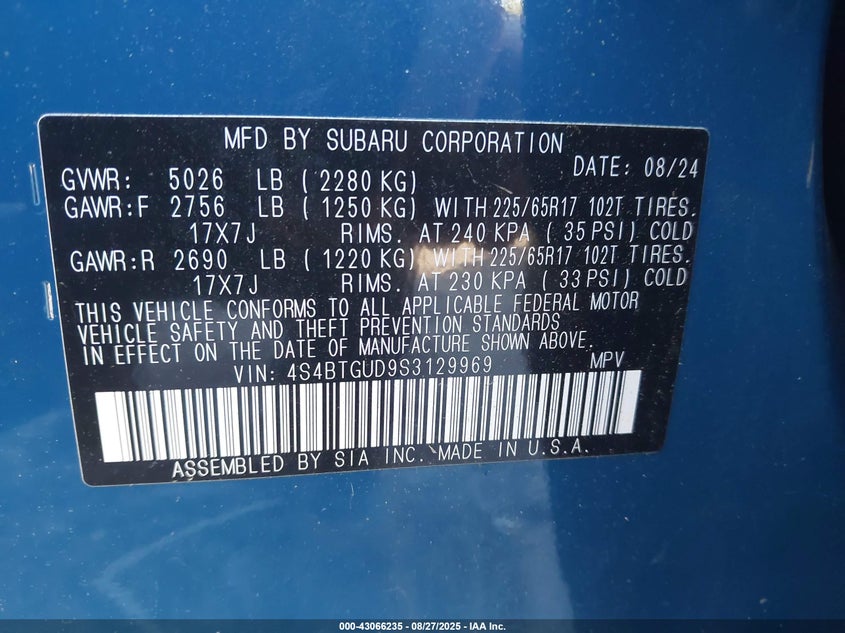 MFD BY SUBARU CORPORATION
DATE: 08/24
GVWR: 5026 LB (2280 KG)
GAWR:F 2756 LB (1250 KG) WITH 225/65R17 102T TIRES.
17X7J RIMS. AT 240 KPA (35 PSI) COLD
GAWR:R 2690 LB (1220 KG) WITH 225/65R17 102T TIRES.
17X7J RIMS. AT 230 KPA (33 PSI) COLD
THIS VEHICLE CONFORMS TO ALL APPLICABLE FEDERAL MOTOR
VEHICLE SAFETY AND THEFT PREVENTION STANDARDS
IN EFFECT ON THE DATE OF MANUFACTURE SHOWN ABOVE.
VIN: 4S4BTGUD9S3129969 MPV
ASSEMBLED BY SIA INC. MADE IN U.S.A.
000-43066235 | 08/27/2025 | IAA Inc.